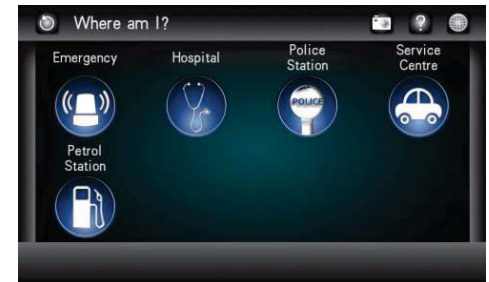 Where am I?
?
Emergency
Hospital
Police
Station
Service
Centre
POLICE
Petrol
Station